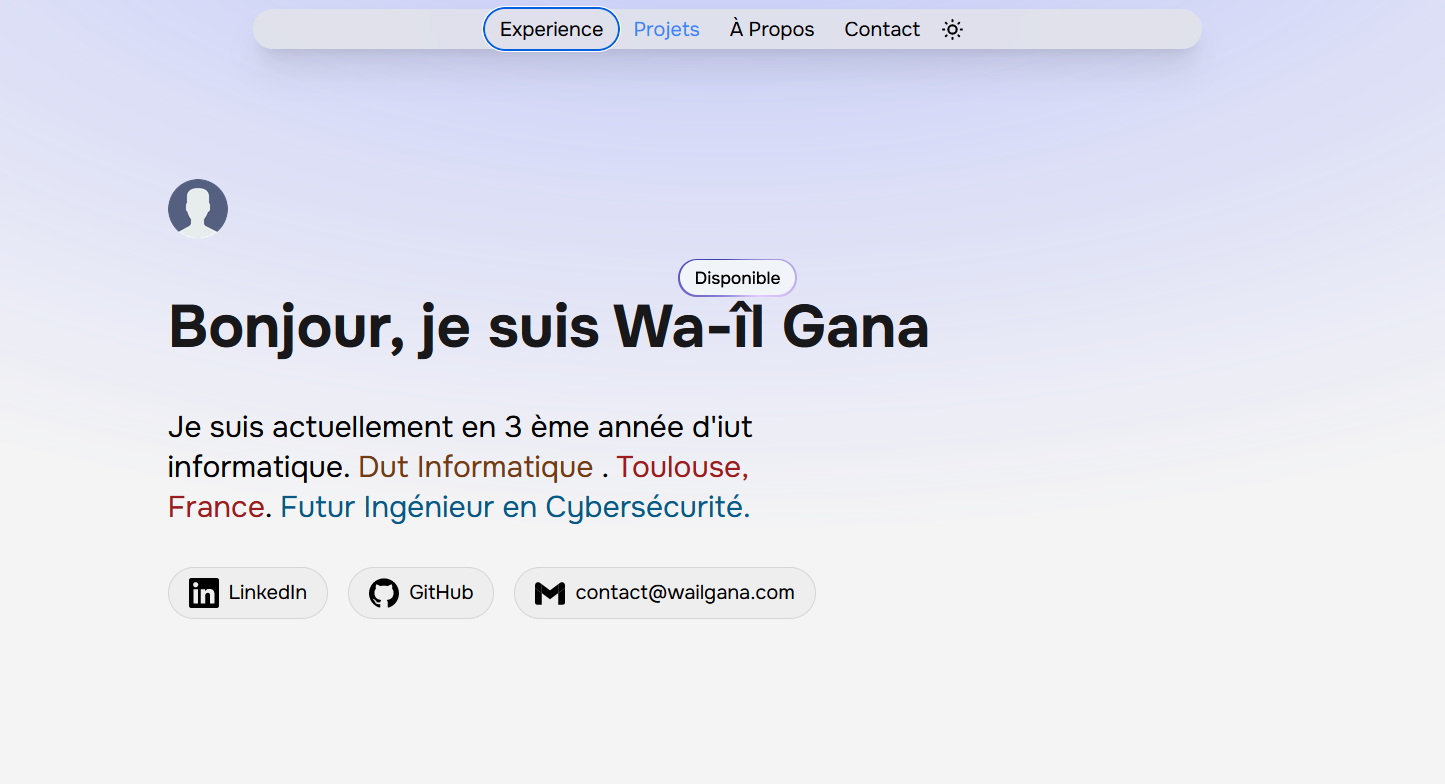 Experience Projets À Propos Contact
Disponible
Bonjour, je suis Wa-îl Gana
Je suis actuellement en 3 ème année d'iut
informatique. Dut Informatique . Toulouse,
France. Futur Ingénieur en Cybersécurité.
LinkedIn GitHub contact@wailgana.com